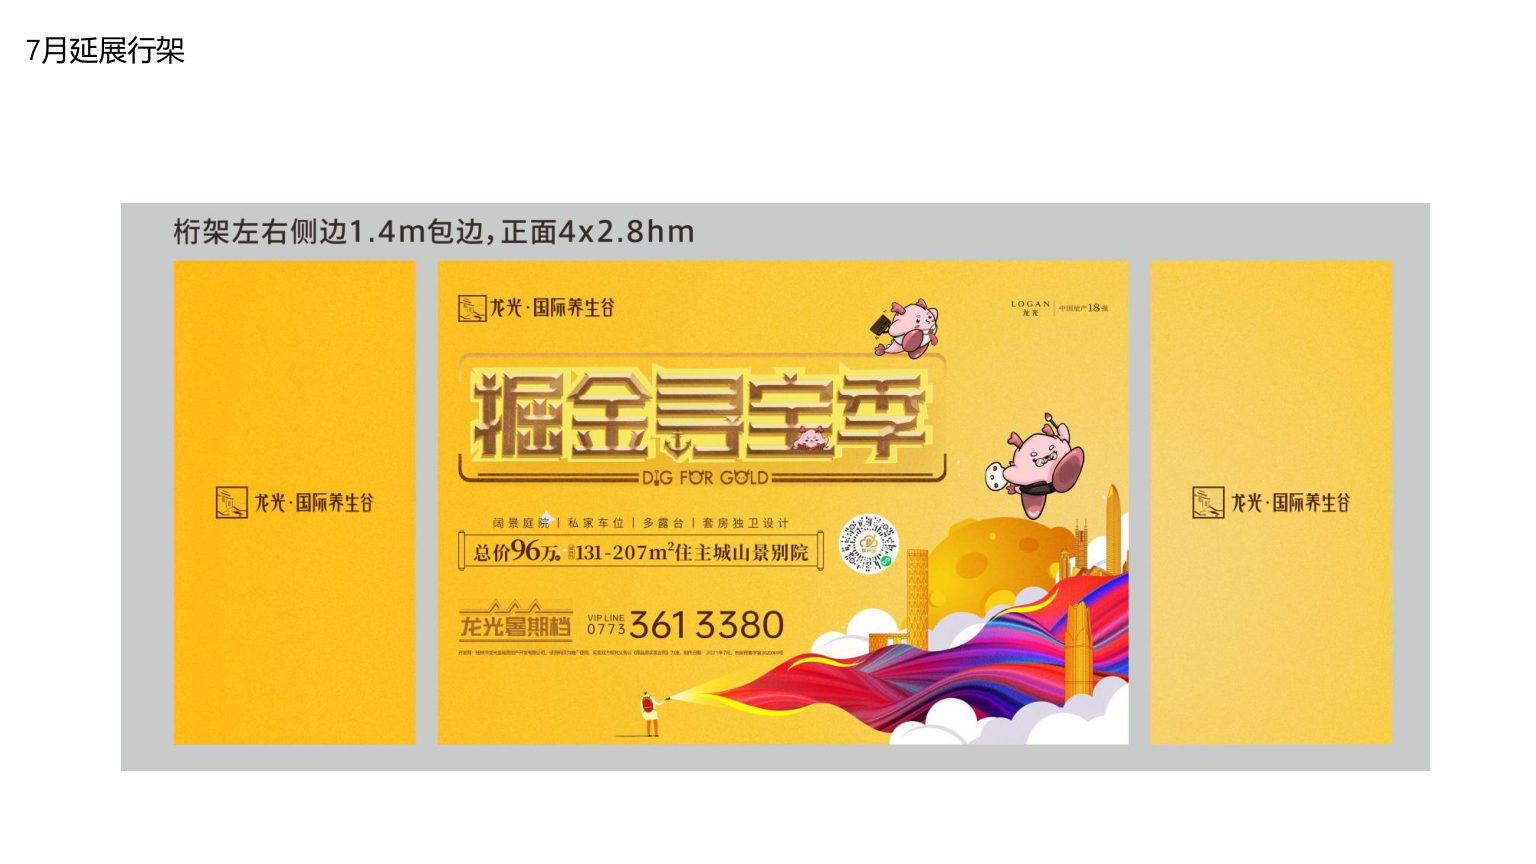 7月延展行架
桁架左右侧边1.4m包边,正面4x2.8hm
龙光·国际养生谷
龙光·国际养生谷
LOGAN
龙光
中国地产18强
掘金寻宝季
DIG FOR GOLD
阔景庭院|私家车位|多露台|套房独卫设计
总价96万起131-207m²住主城山景别院
龙光暑期档
VIP LINE
0773 361 3380
龙光·国际养生谷